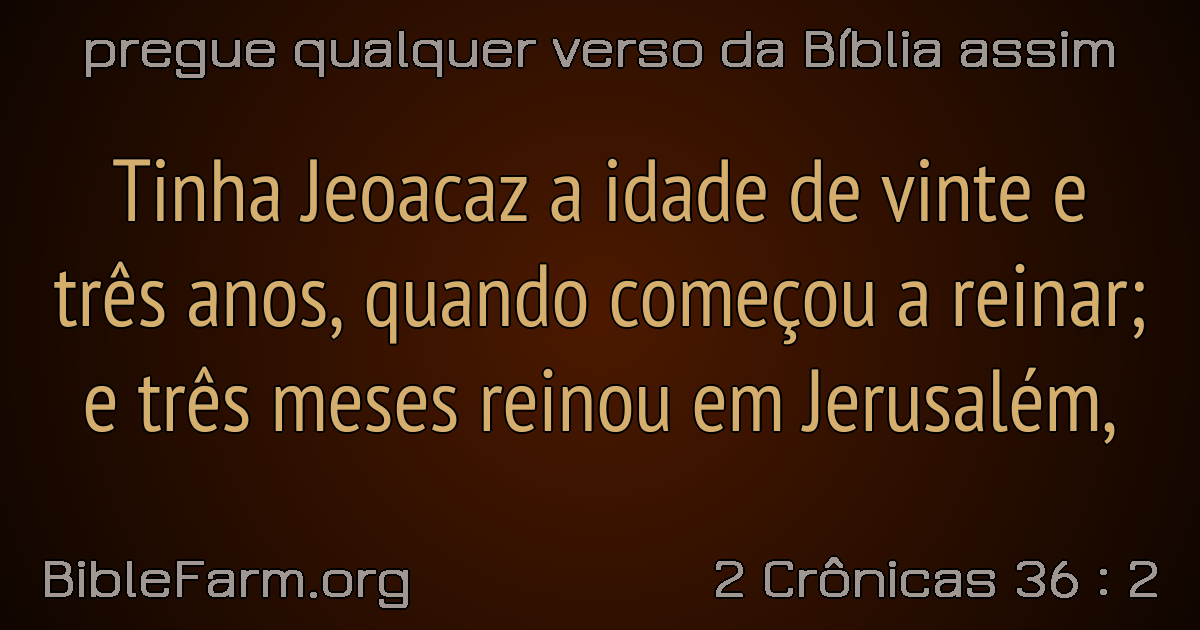 pregue qualquer verso da Bíblia assim
Tinha Jeoacaz a idade de vinte e
três anos, quando começou a reinar;
e três meses reinou em Jerusalém,
BibleFarm.org
2 Crônicas 36 : 2